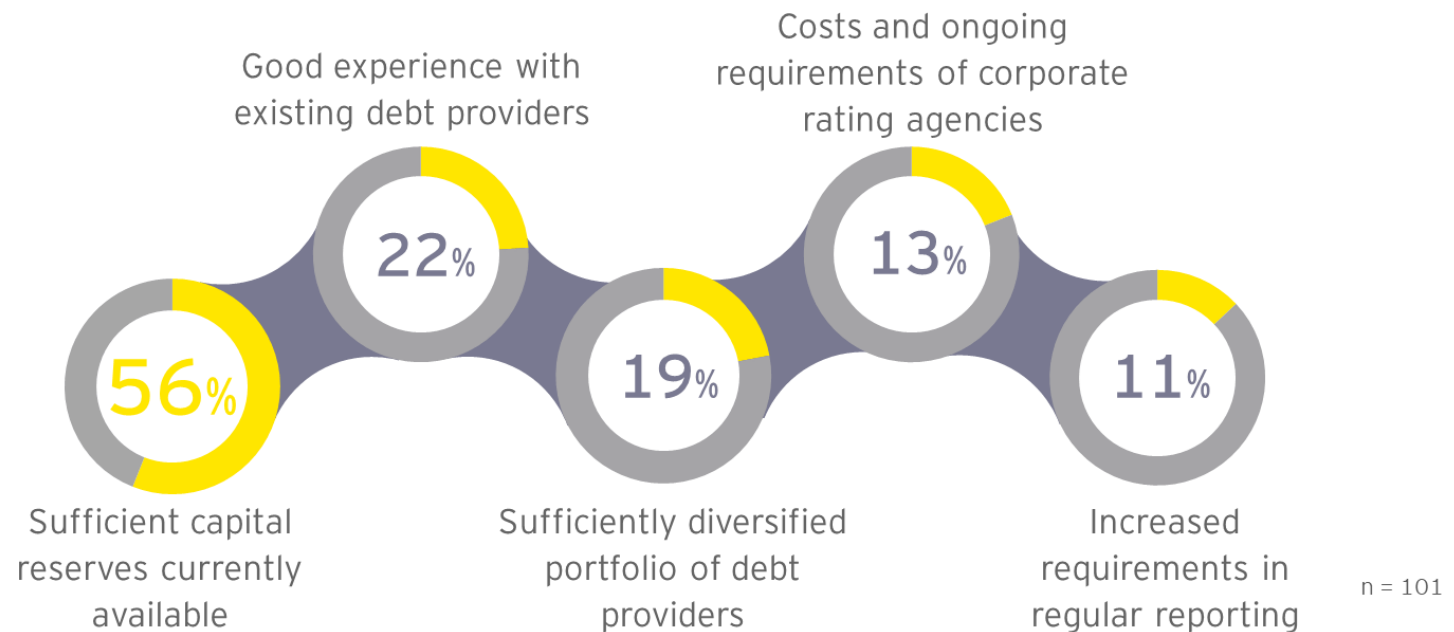 Good experience with
existing debt providers
Costs and ongoing
requirements of corporate
rating agencies
56%
22%
19%
13%
11%
Sufficient capital
reserves currently
available
Sufficiently diversified
portfolio of debt
providers
Increased
requirements in
regular reporting
n = 101